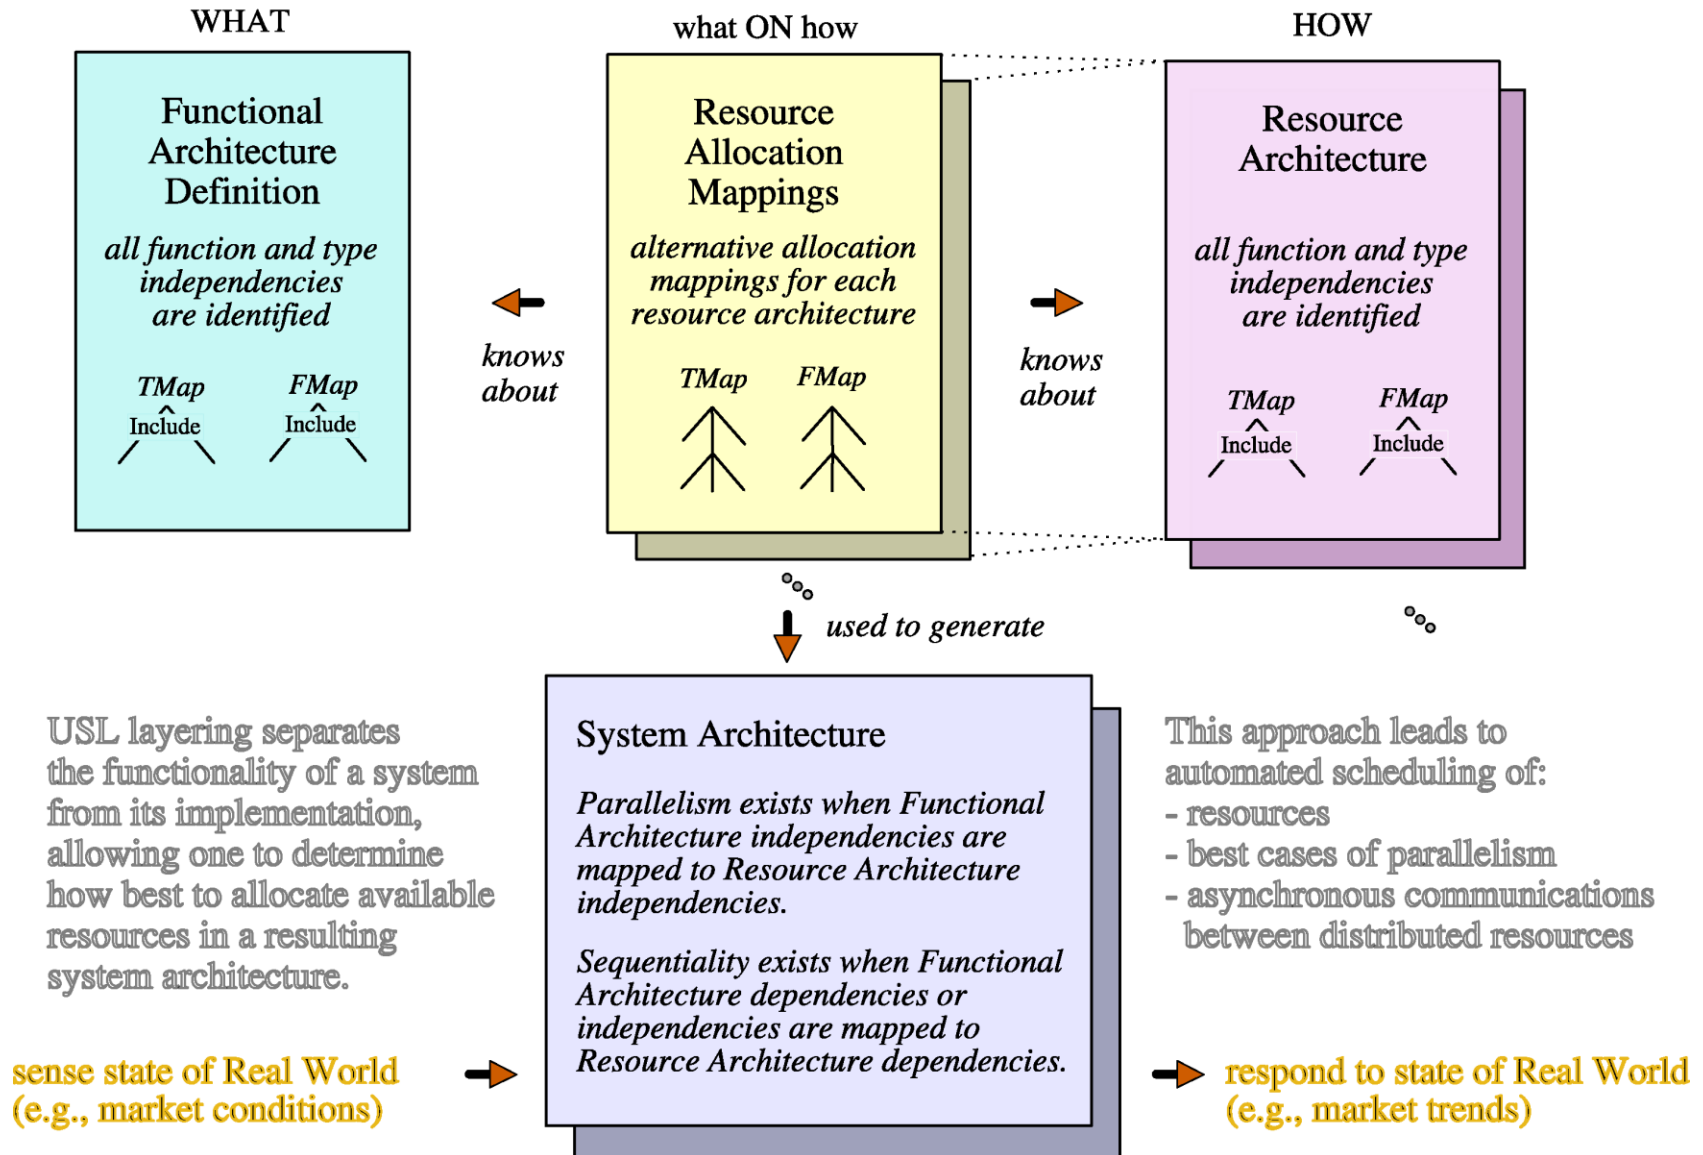 WHAT
Functional
Architecture
Definition
all function and type
independencies
are identified
TMap
Include
FMap
Include
knows
about
what ON how
Resource
Allocation
Mappings
alternative allocation
mappings for each
resource architecture
TMap
FMap
knows
about
HOW
Resource
Architecture
all function and type
independencies
are identified
TMap
Include
FMap
Include
used to generate
USL layering separates
the functionality of a system
from its implementation,
allowing one to determine
how best to allocate available
resources in a resulting
system architecture.
System Architecture
Parallelism exists when Functional
Architecture independencies are
mapped to Resource Architecture
independencies.
Sequentiality exists when Functional
Architecture dependencies or
independencies are mapped to
Resource Architecture dependencies.
This approach leads to
automated scheduling of:
- resources
- best cases of parallelism
- asynchronous communications
between distributed resources
sense state of Real World
(e.g., market conditions)
respond to state of Real World
(e.g., market trends)